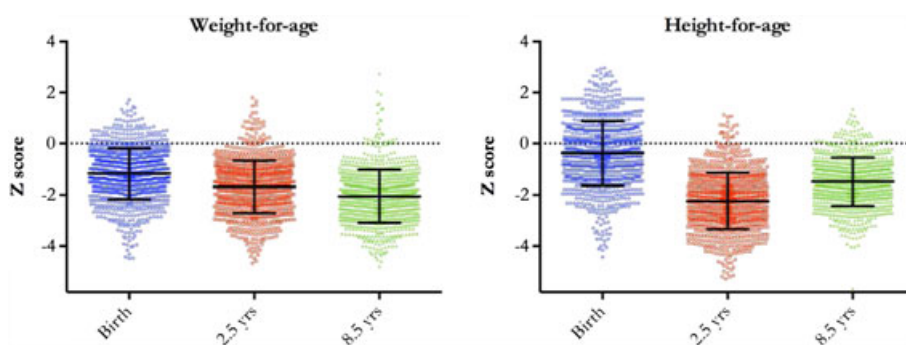 Weight-for-age
4
2
0
-2
-4
Z score
Birth
2.5 yrs
8.5 yrs
Height-for-age
4
2
0
-2
-4
Z score
Birth
2.5 yrs
8.5 yrs